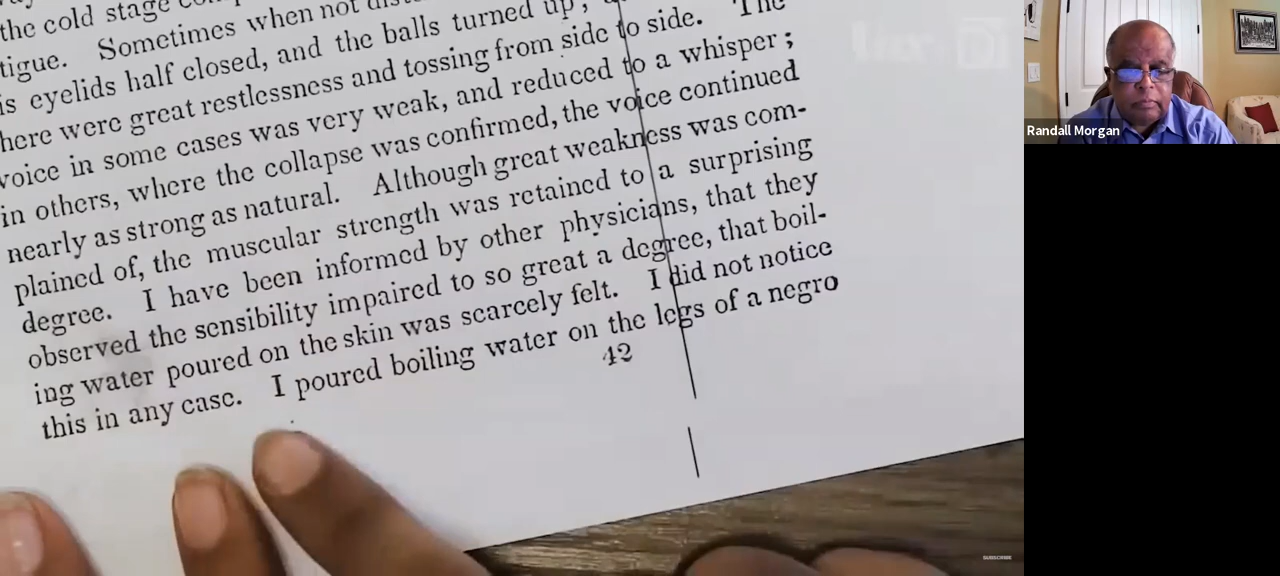 the cold stage
tigue. Sometimes when not
is eyelids half closed, and the balls turned up;
here were great restlessness and tossing from side to side. The
voice in some cases was very weak, and reduced to a whisper;
in others, where the collapse was confirmed, the voice continued
nearly as strong as natural. Although great weakness was com-
plained of, the muscular strength was retained to a surprising
degree. I have been informed by other physicians, that they
observed the sensibility impaired to so great a degree, that boil-
ing water poured on the skin was scarcely felt. I did not notice
this in any case. I poured boiling water on the legs of a negro
42
SUBSCRIBE
Randall Morgan